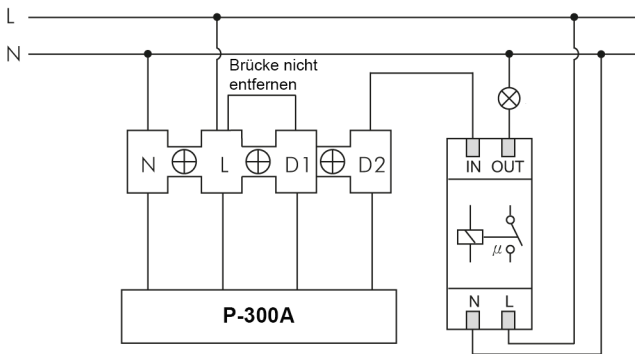 L
N
Brücke nicht
entfernen
N L D1 D2
IN OUT
μ
N L
P-300A